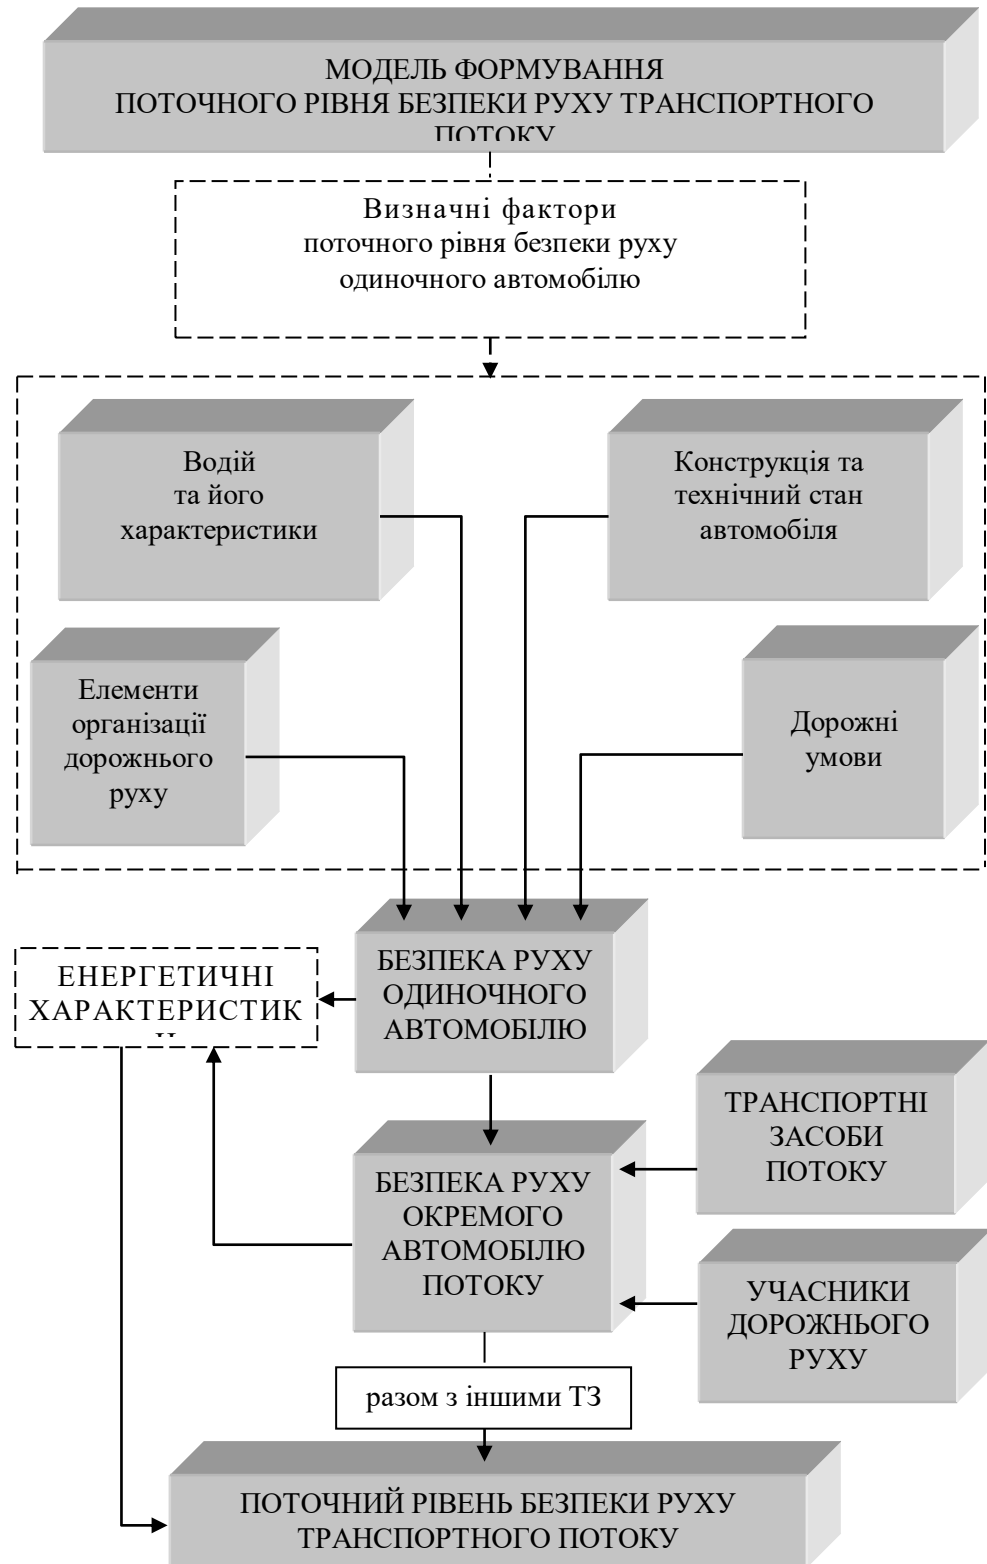 МОДЕЛЬ ФОРМУВАННЯ
ПОТОЧНОГО РІВНЯ БЕЗПЕКИ РУХУ ТРАНСПОРТНОГО
ПОТОКУ
Визначні фактори
поточного рівня безпеки руху
одиночного автомобілю
Водій
та його
характеристики
Конструкція та
технічний стан
автомобіля
Елементи
організації
дорожнього
руху
Дорожні
умови
БЕЗПЕКА РУХУ
ОДИНОЧНОГО
АВТОМОБІЛЮ
ЕНЕРГЕТИЧНІ
ХАРАКТЕРИСТИК
ТРАНСПОРТНІ
ЗАСОБИ
ПОТОКУ
БЕЗПЕКА РУХУ
ОКРЕМОГО
АВТОМОБІЛЮ
ПОТОКУ
УЧАСНИКИ
ДОРОЖНЬОГО
РУХУ
разом з іншими ТЗ
ПОТОЧНИЙ РІВЕНЬ БЕЗПЕКИ РУХУ
ТРАНСПОРТНОГО ПОТОКУ